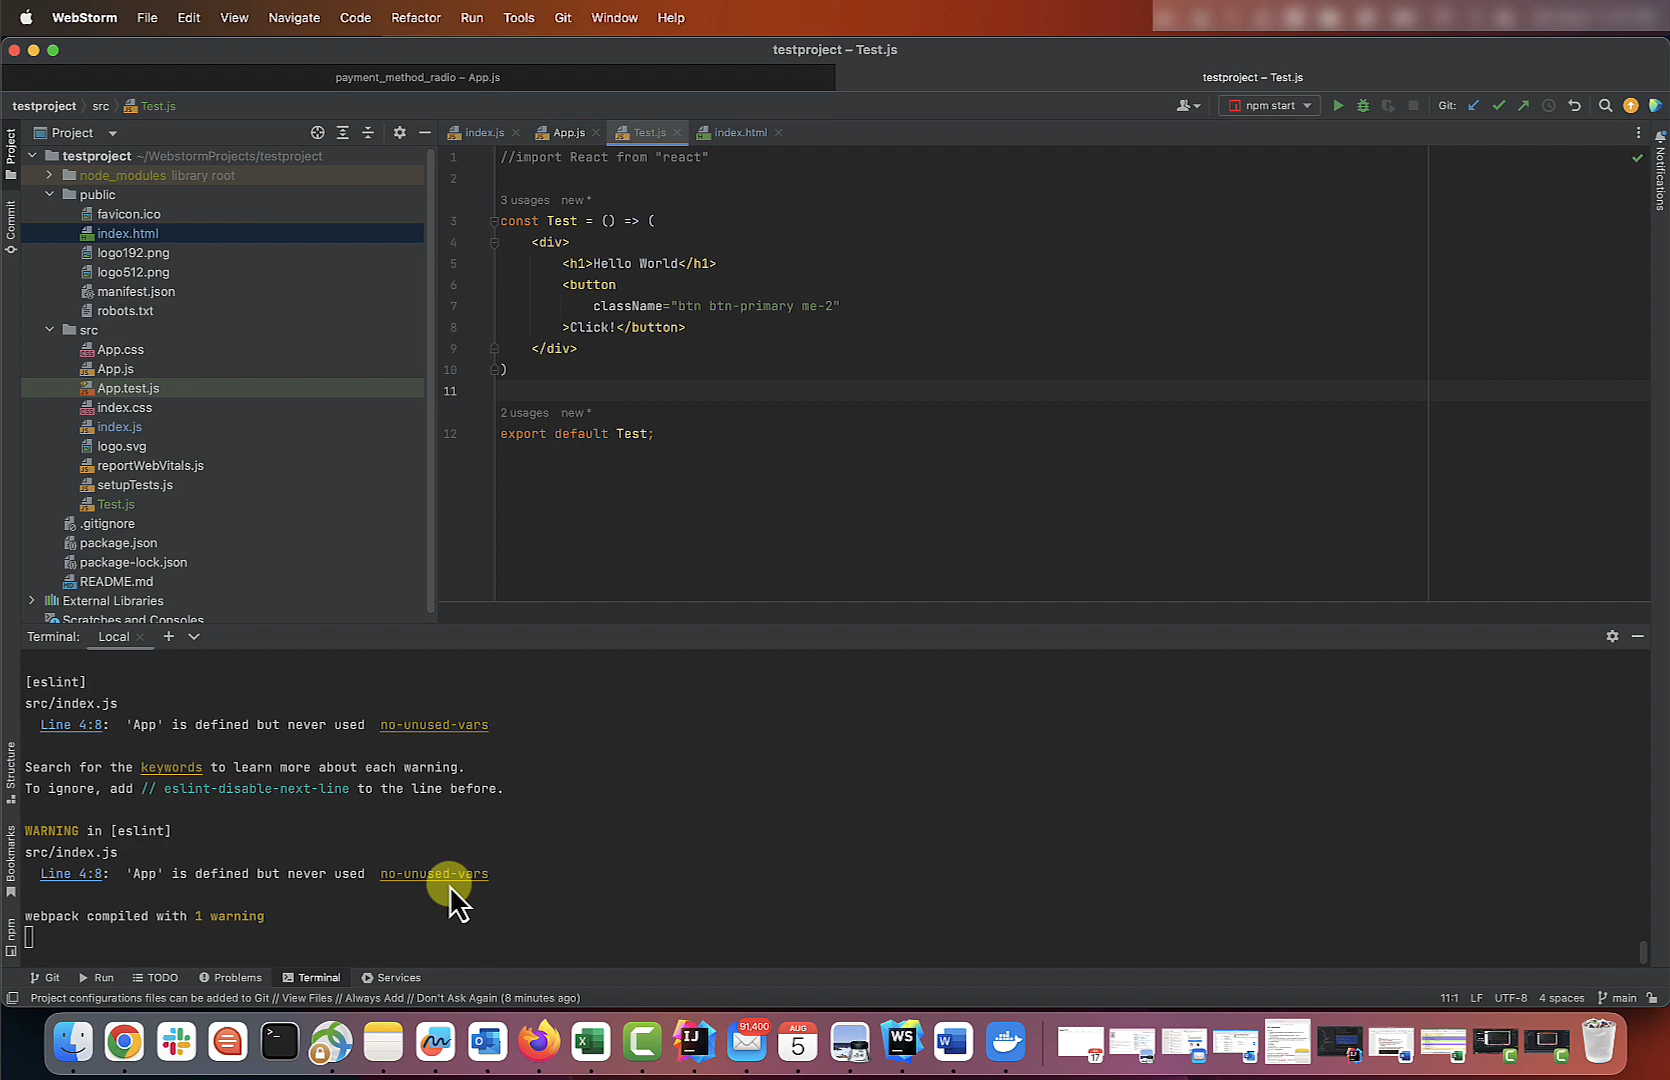 WebStorm File Edit View Navigate Code Refactor Run Tools Git Window Help
testproject – Test.js
payment_method_radio – App.js
testproject – Test.js
testproject src Test.js
npm start
Git:
Project
index.js
App.js
Test.js
index.html
Project
Commit
Structure
Bookmarks
npm
Notifications
testproject ~/WebstormProjects/testproject
node_modules library root
public
favicon.ico
index.html
logo192.png
logo512.png
manifest.json
robots.txt
src
App.css
App.js
App.test.js
index.css
index.js
logo.svg
reportWebVitals.js
setupTests.js
Test.js
.gitignore
package.json
package-lock.json
README.md
External Libraries
Scratches and Consoles
1 //import React from "react"
2
3 usages new *
3 const Test = () => (
4 <div>
5 <h1>Hello World</h1>
6 <button
7 className="btn btn-primary me-2"
8 >Click!</button>
9 </div>
10 )
11
2 usages new *
12 export default Test;
Terminal: Local
[eslint]
src/index.js
Line 4:8: 'App' is defined but never used no-unused-vars
Search for the keywords to learn more about each warning.
To ignore, add // eslint-disable-next-line to the line before.
WARNING in [eslint]
src/index.js
Line 4:8: 'App' is defined but never used no-unused-vars
webpack compiled with 1 warning
Git Run TODO Problems Terminal Services
Project configurations files can be added to Git // View Files // Always Add // Don't Ask Again (8 minutes ago)
11:1 LF UTF-8 4 spaces main
91,400
AUG
5
IJ
WS
17